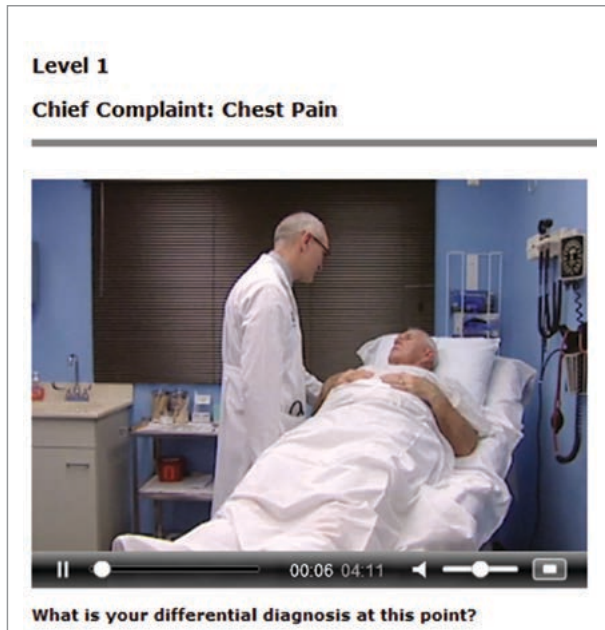 Level 1
Chief Complaint: Chest Pain
00:06 04:11
What is your differential diagnosis at this point?